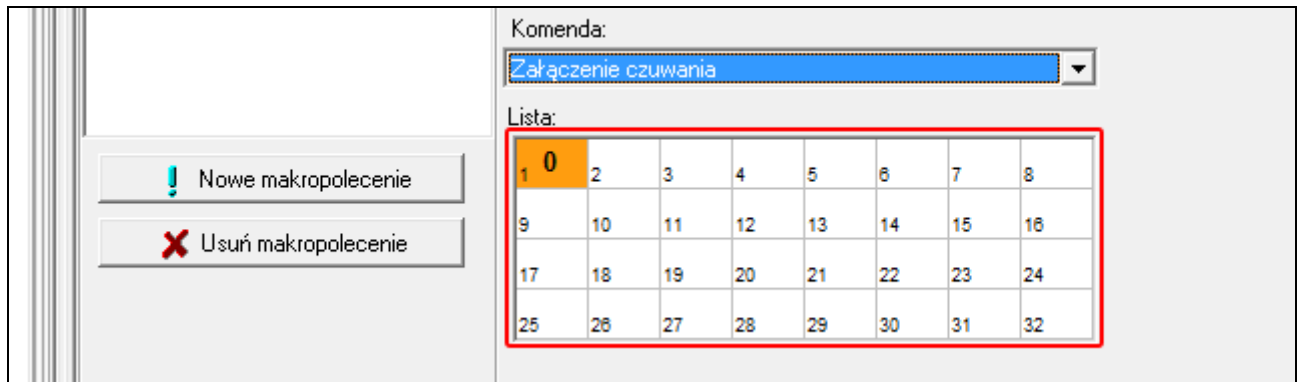 Komenda:
Załączenie czuwania
Lista:
1 0 2 3 4 5 6 7 8
Nowe makropolecenie
9 10 11 12 13 14 15 16
Usuń makropolecenie
17 18 19 20 21 22 23 24
25 26 27 28 29 30 31 32